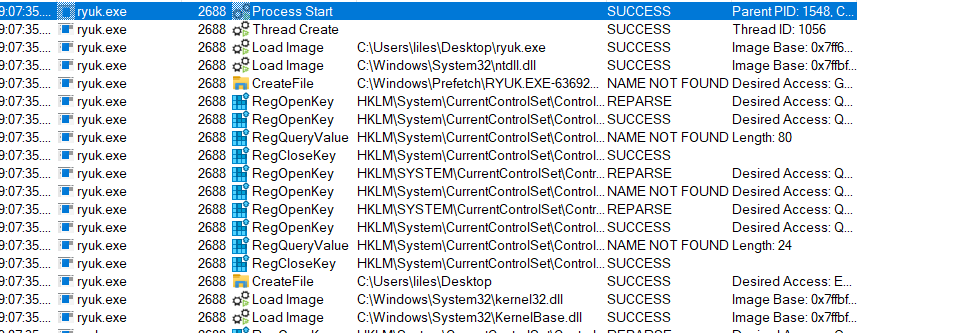 9:07:35.... ryuk.exe 2688 Process Start SUCCESS Parent PID: 1548, C...
9:07:35.... ryuk.exe 2688 Thread Create SUCCESS Thread ID: 1056
9:07:35.... ryuk.exe 2688 Load Image C:\Users\liles\Desktop\ryuk.exe SUCCESS Image Base: 0x7ff6...
9:07:35.... ryuk.exe 2688 Load Image C:\Windows\System32\ntdll.dll SUCCESS Image Base: 0x7ffbf...
9:07:35.... ryuk.exe 2688 CreateFile C:\Windows\Prefetch\RYUK.EXE-63692... NAME NOT FOUND Desired Access: G...
9:07:35.... ryuk.exe 2688 RegOpenKey HKLM\System\CurrentControlSet\Control... REPARSE Desired Access: Q...
9:07:35.... ryuk.exe 2688 RegOpenKey HKLM\System\CurrentControlSet\Control... SUCCESS Desired Access: Q...
9:07:35.... ryuk.exe 2688 RegQueryValue HKLM\System\CurrentControlSet\Control... NAME NOT FOUND Length: 80
9:07:35.... ryuk.exe 2688 RegCloseKey HKLM\System\CurrentControlSet\Control... SUCCESS
9:07:35.... ryuk.exe 2688 RegOpenKey HKLM\SYSTEM\CurrentControlSet\Contr... REPARSE Desired Access: Q...
9:07:35.... ryuk.exe 2688 RegOpenKey HKLM\System\CurrentControlSet\Control... NAME NOT FOUND Desired Access: Q...
9:07:35.... ryuk.exe 2688 RegOpenKey HKLM\SYSTEM\CurrentControlSet\Contr... REPARSE Desired Access: Q...
9:07:35.... ryuk.exe 2688 RegOpenKey HKLM\System\CurrentControlSet\Control... SUCCESS Desired Access: Q...
9:07:35.... ryuk.exe 2688 RegQueryValue HKLM\System\CurrentControlSet\Control... NAME NOT FOUND Length: 24
9:07:35.... ryuk.exe 2688 RegCloseKey HKLM\System\CurrentControlSet\Control... SUCCESS
9:07:35.... ryuk.exe 2688 CreateFile C:\Users\liles\Desktop SUCCESS Desired Access: E...
9:07:35.... ryuk.exe 2688 Load Image C:\Windows\System32\kernel32.dll SUCCESS Image Base: 0x7ffbf...
9:07:35.... ryuk.exe 2688 Load Image C:\Windows\System32\KernelBase.dll SUCCESS Image Base: 0x7ffbf...